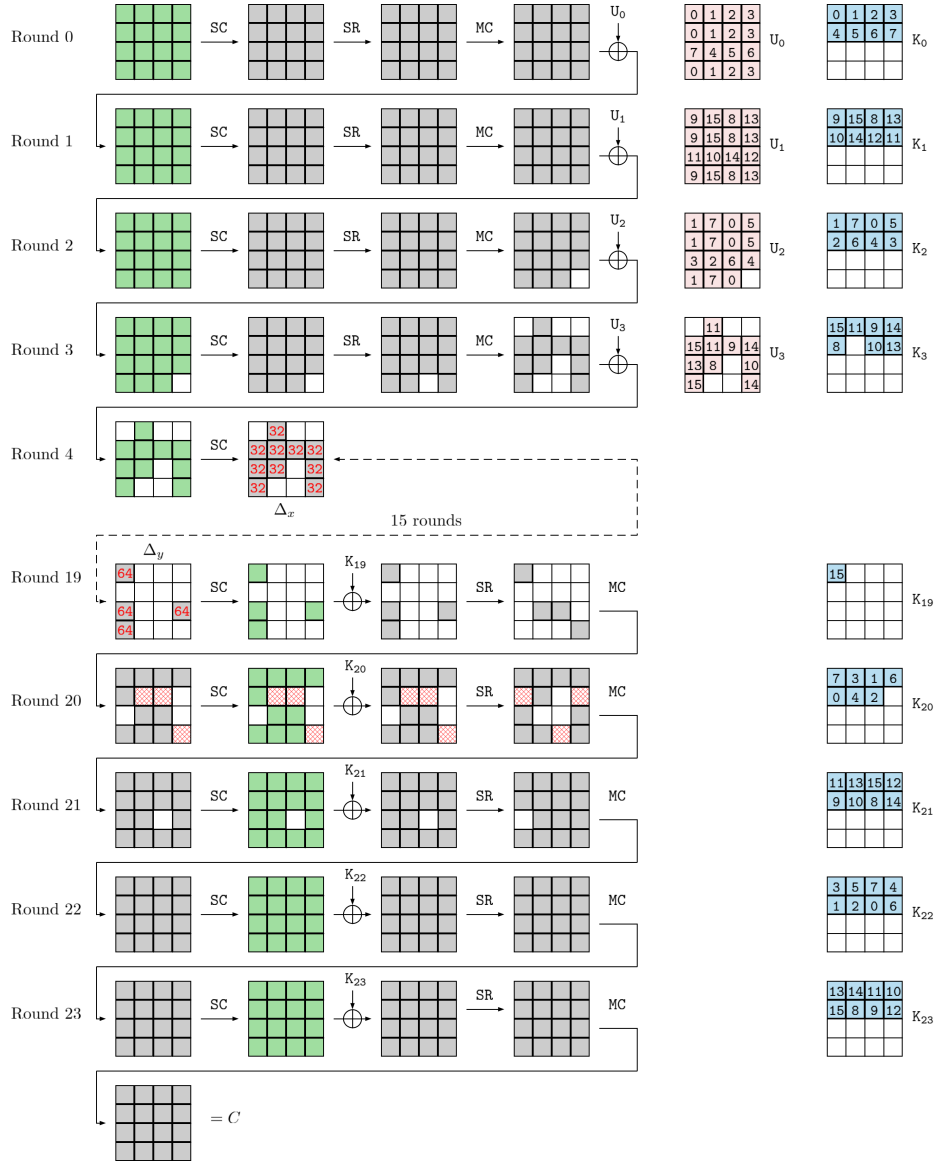 U₀
0 1 2 3 0 1 2 3
Round 0 SC SR MC 0 1 2 3 U₀ 4 5 6 7 K₀
7 4 5 6
0 1 2 3
U₁
9 15 8 13 9 15 8 13
Round 1 SC SR MC 9 15 8 13 U₁ 10 14 12 11 K₁
11 10 14 12
9 15 8 13
U₂
1 7 0 5 1 7 0 5
Round 2 SC SR MC 1 7 0 5 U₂ 2 6 4 3 K₂
3 2 6 4
1 7 0
U₃
11 15 11 9 14
Round 3 SC SR MC 15 11 9 14 U₃ 8 10 13 K₃
13 8 10
15 14
32
Round 4 SC 32 32 32 32
32 32 32
32 32
Δx
15 rounds
Δy
K₁₉
64 15
Round 19 SC SR MC K₁₉
64 64
64
K₂₀
7 3 1 6
Round 20 SC SR MC 0 4 2 K₂₀
K₂₁
11 13 15 12
Round 21 SC SR MC 9 10 8 14 K₂₁
K₂₂
3 5 7 4
Round 22 SC SR MC 1 2 0 6 K₂₂
K₂₃
13 14 11 10
Round 23 SC SR MC 15 8 9 12 K₂₃
= C